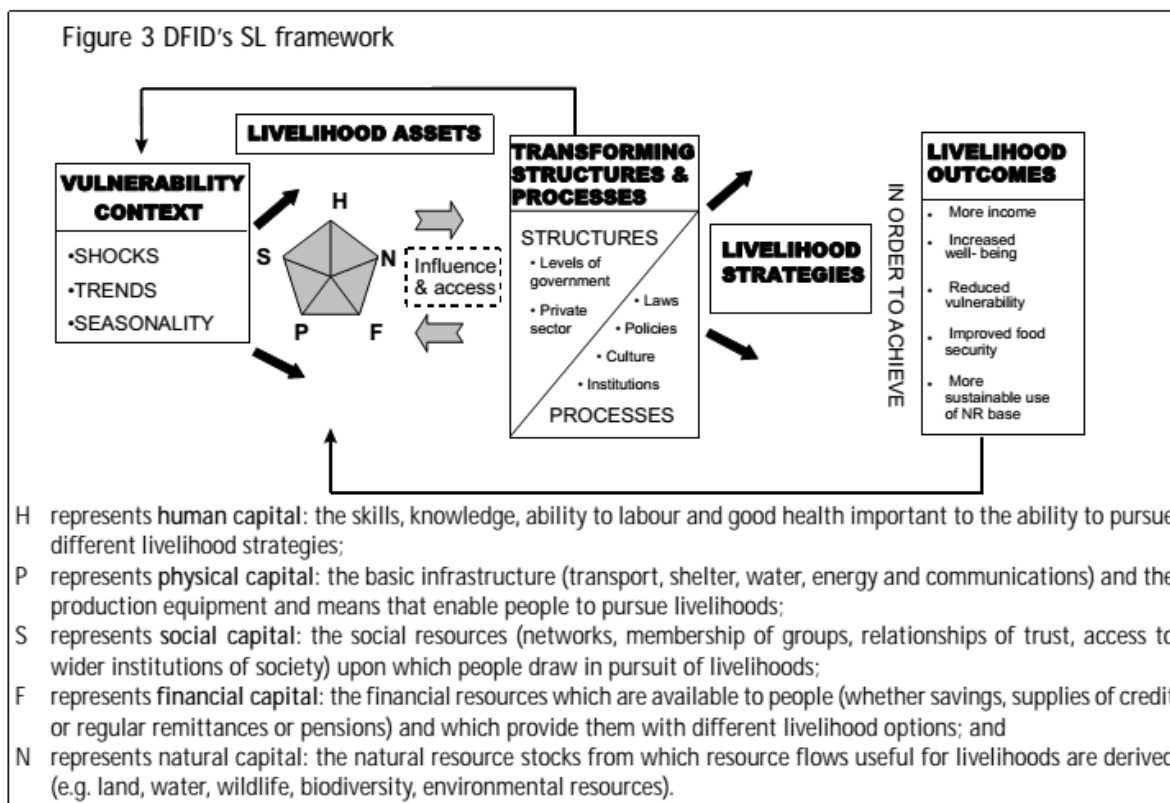 Figure 3 DFID's SL framework
LIVELIHOOD ASSETS
VULNERABILITY
CONTEXT
•SHOCKS
•TRENDS
•SEASONALITY
H
S
N
P
F
Influence
& access
TRANSFORMING
STRUCTURES &
PROCESSES
STRUCTURES
• Levels of
government
• Private
sector
• Laws
• Policies
• Culture
• Institutions
PROCESSES
LIVELIHOOD
STRATEGIES
IN ORDER TO ACHIEVE
LIVELIHOOD
OUTCOMES
• More income
• Increased
well- being
• Reduced
vulnerability
• Improved food
security
• More
sustainable use
of NR base
H represents human capital: the skills, knowledge, ability to labour and good health important to the ability to pursue
different livelihood strategies;
P represents physical capital: the basic infrastructure (transport, shelter, water, energy and communications) and the
production equipment and means that enable people to pursue livelihoods;
S represents social capital: the social resources (networks, membership of groups, relationships of trust, access to
wider institutions of society) upon which people draw in pursuit of livelihoods;
F represents financial capital: the financial resources which are available to people (whether savings, supplies of credit
or regular remittances or pensions) and which provide them with different livelihood options; and
N represents natural capital: the natural resource stocks from which resource flows useful for livelihoods are derived
(e.g. land, water, wildlife, biodiversity, environmental resources).